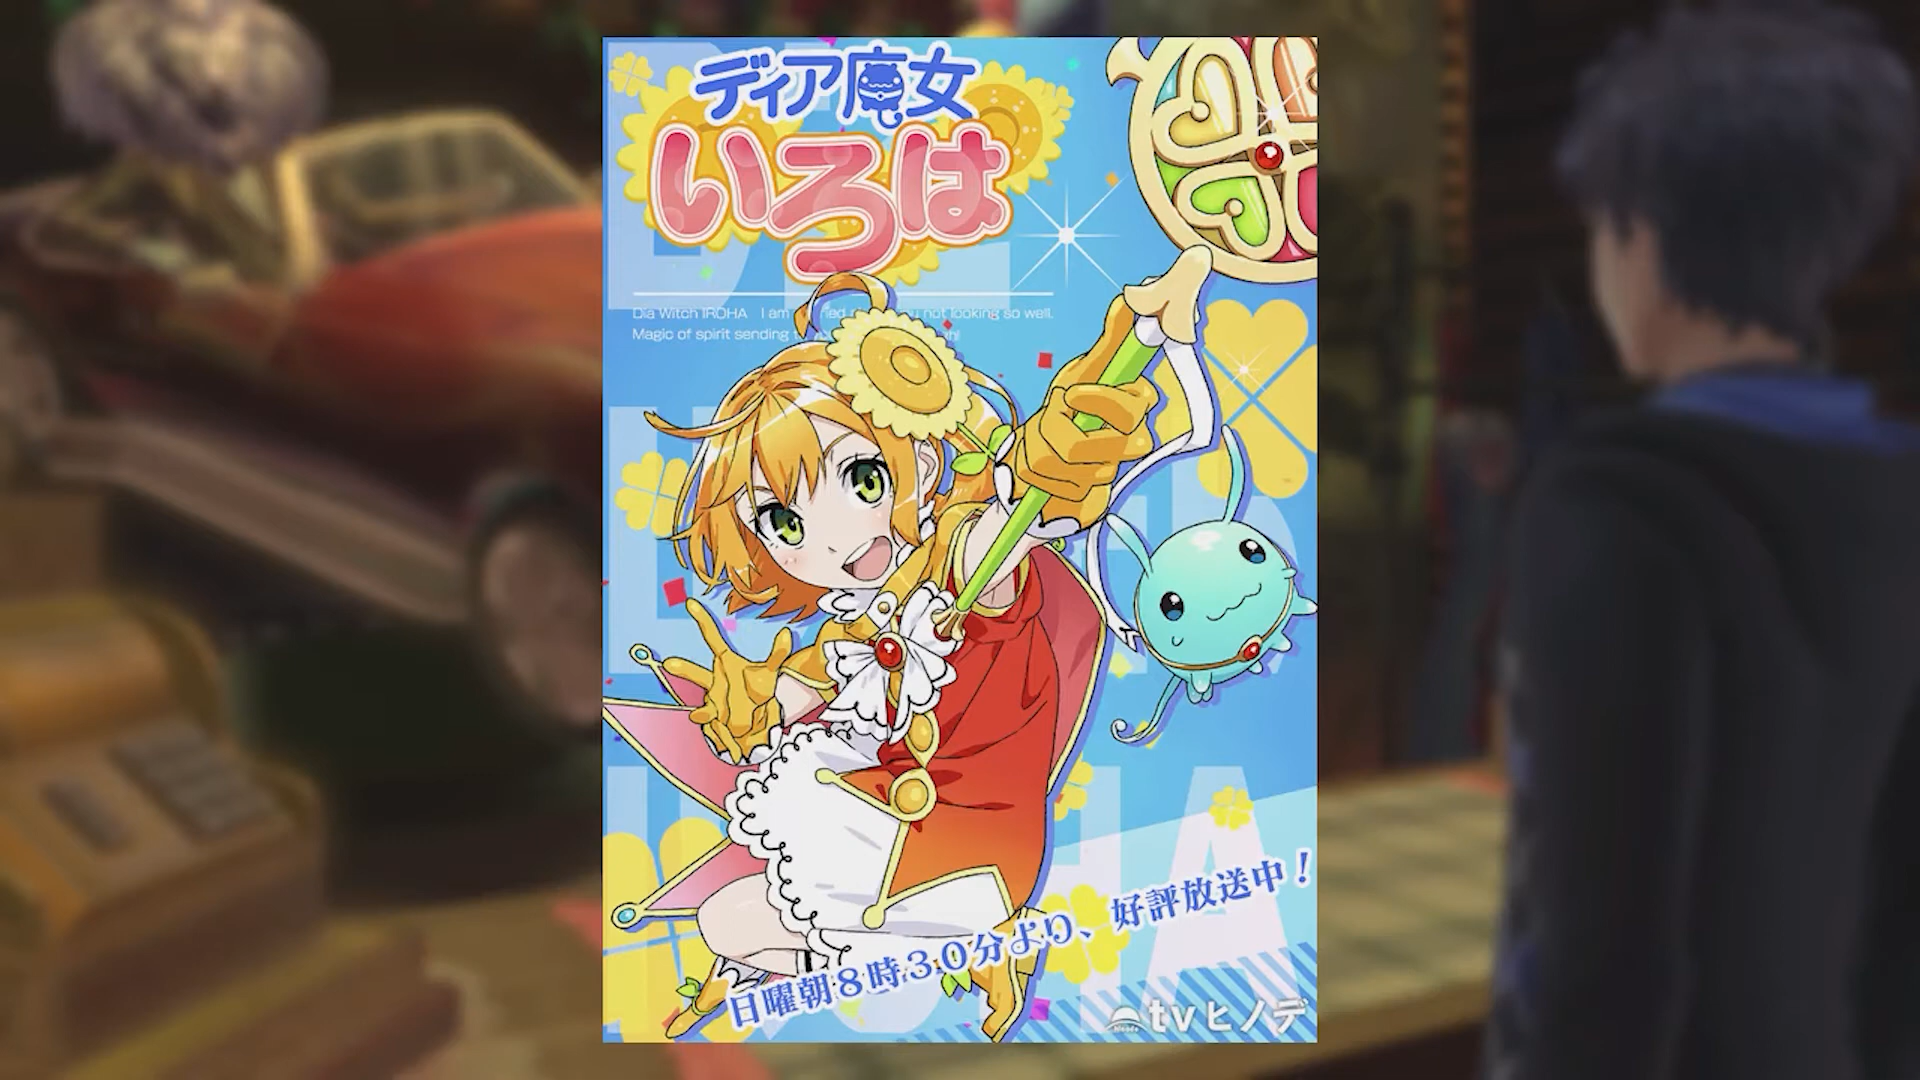 ディア魔女
いろは
Dia Witch IROHA I am
not looking so well.
Magic of spirit sending
日曜朝8時30分より、好評放送中！
tvヒノデ